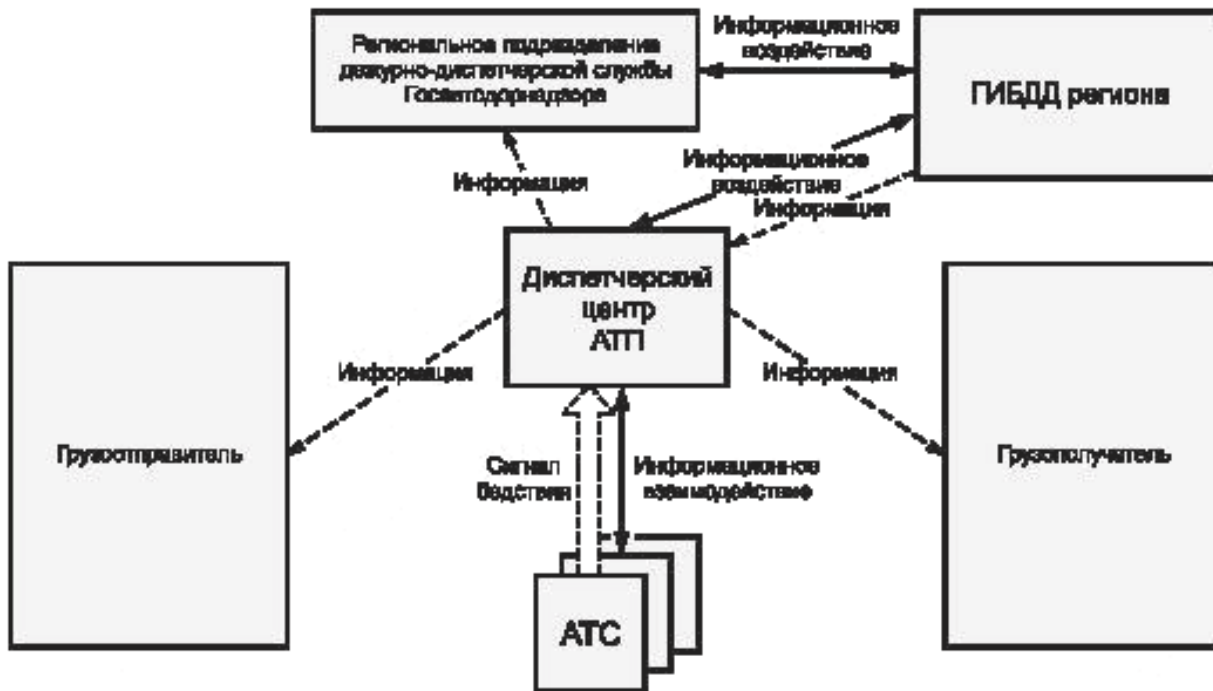 Региональное подразделение
дежурно-диспетчерской службы
Госавтодорнадзора
Информационное
воздействие
ГИБДД региона
Информация
Информационное
воздействие
Информация
Диспетчерский
центр
АТП
Информация
Информация
Грузоотправитель
Грузополучатель
Сигнал
бедствия
Информационное
взаимодействие
АТС